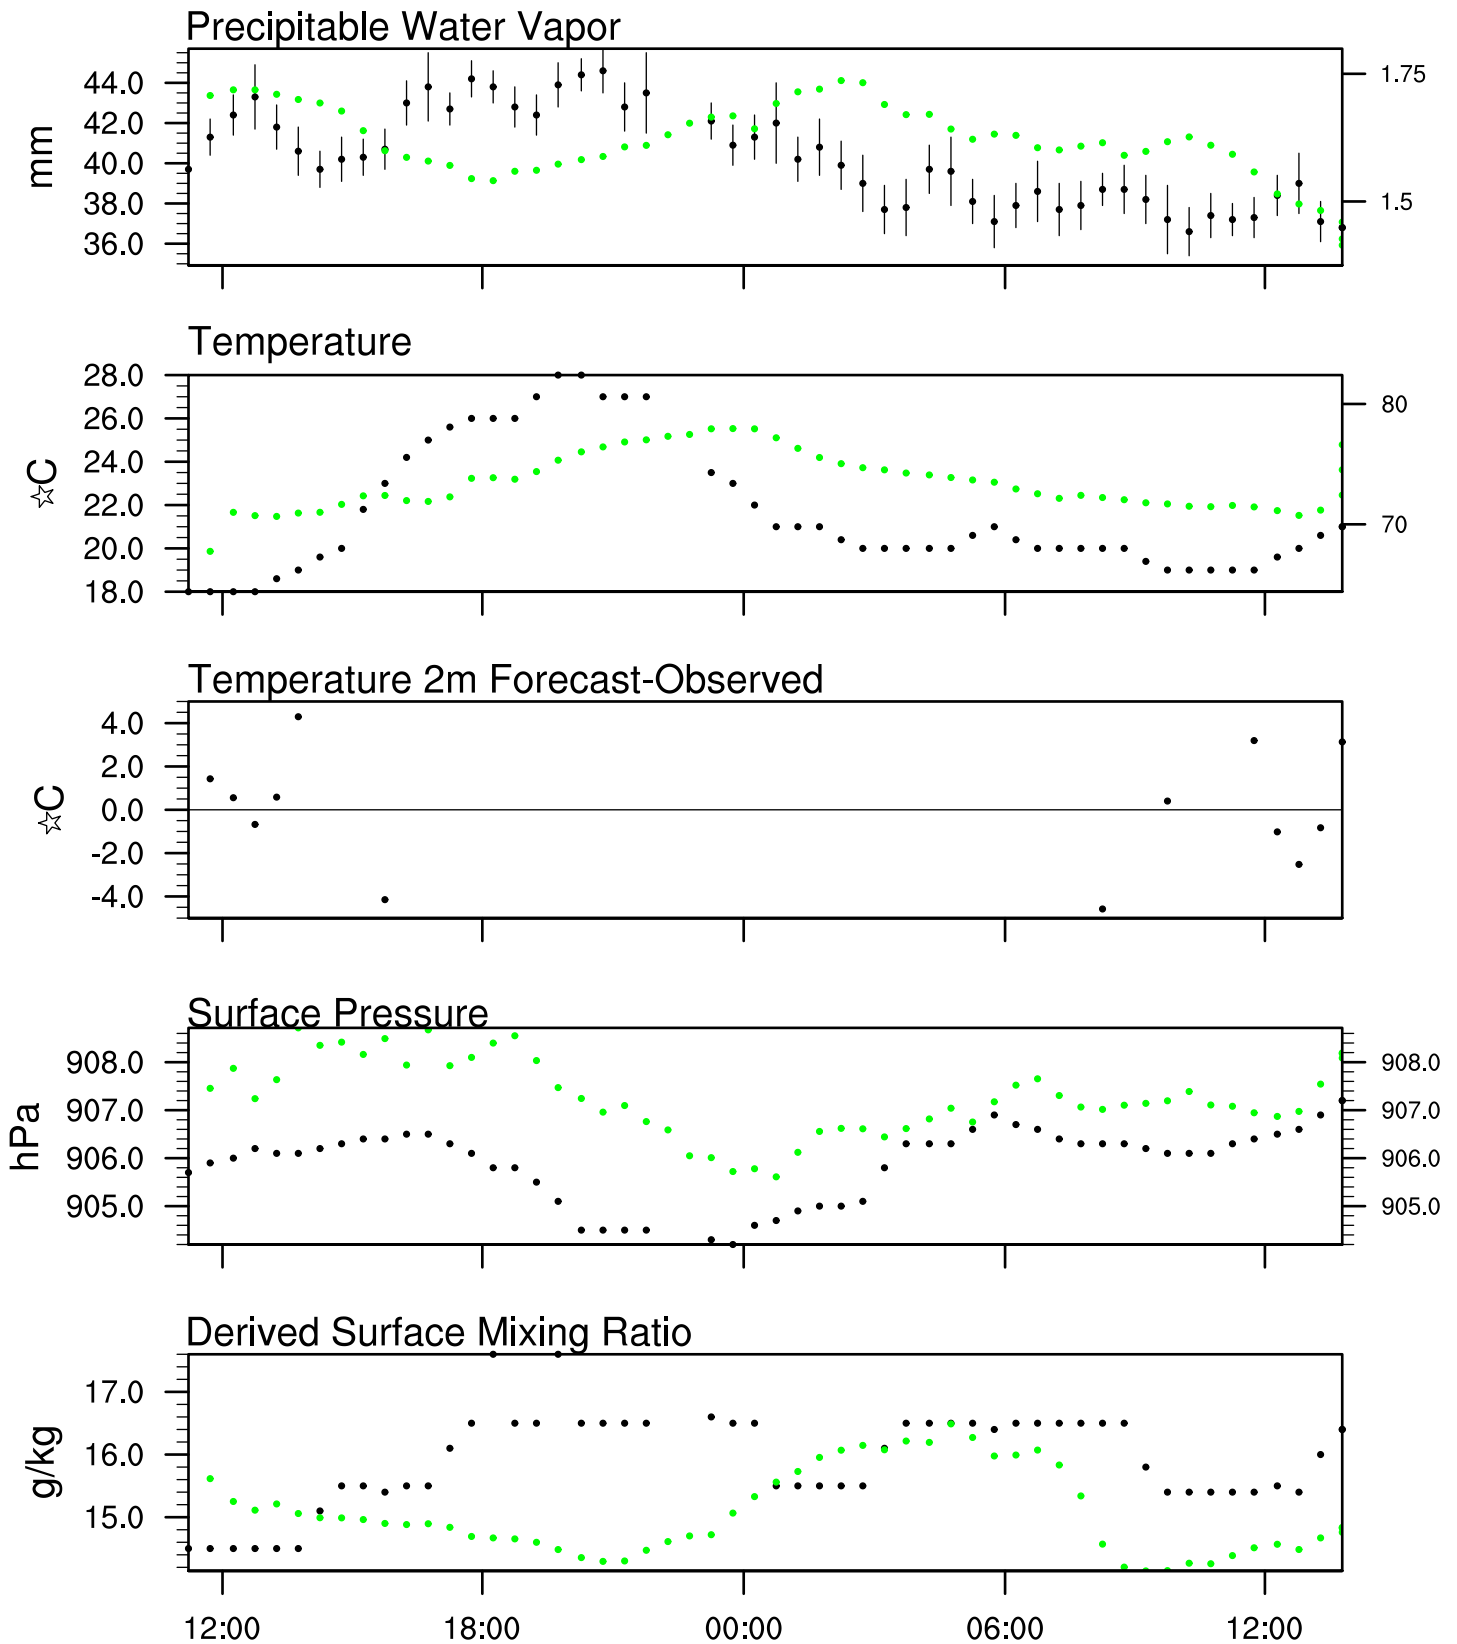 Precipitable Water Vapor
44.0
42.0
40.0
38.0
36.0
mm
1.75
1.5
Temperature
28.0
26.0
24.0
22.0
20.0
18.0
☆C
80
70
Temperature 2m Forecast-Observed
4.0
2.0
0.0
-2.0
-4.0
☆C
Surface Pressure
908.0
907.0
906.0
905.0
hPa
908.0
907.0
906.0
905.0
Derived Surface Mixing Ratio
17.0
16.0
15.0
g/kg
12:00 18:00 00:00 06:00 12:00